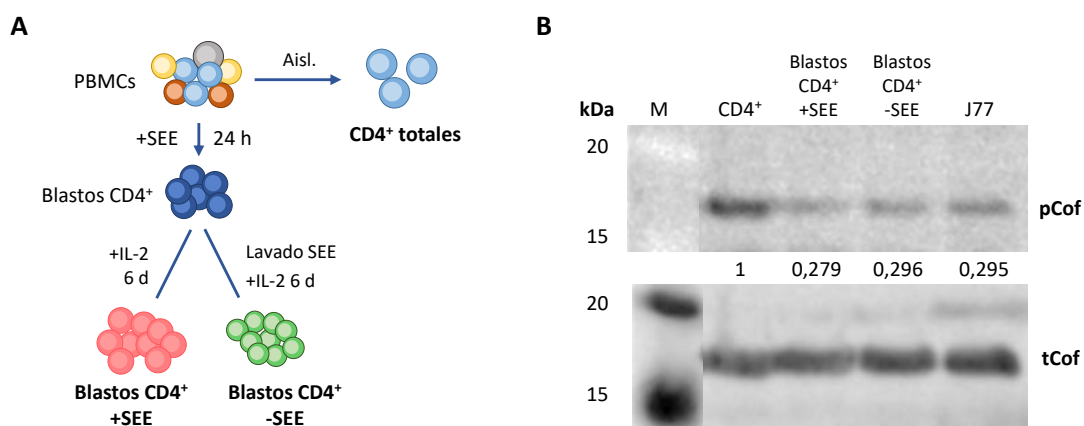 A
PBMCs
Aisl.
CD4⁺ totales
+SEE
24 h
Blastos CD4⁺
+IL-2
6 d
Lavado SEE
+IL-2 6 d
Blastos CD4⁺
+SEE
Blastos CD4⁺
-SEE
B
kDa
M
CD4⁺
Blastos
CD4⁺
+SEE
Blastos
CD4⁺
-SEE
J77
20
15
pCof
1 0,279 0,296 0,295
20
15
tCof